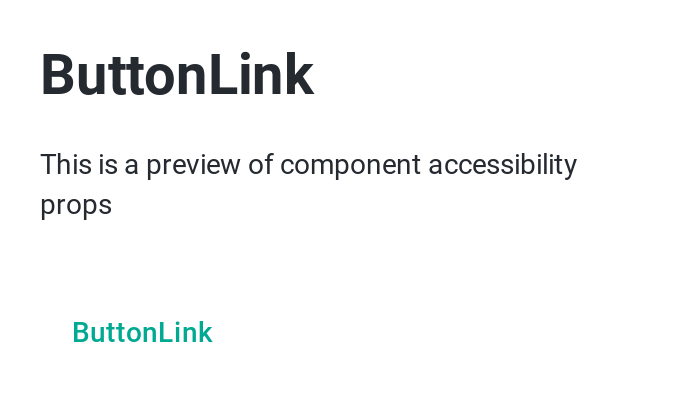 ButtonLink
This is a preview of component accessibility
props
ButtonLink